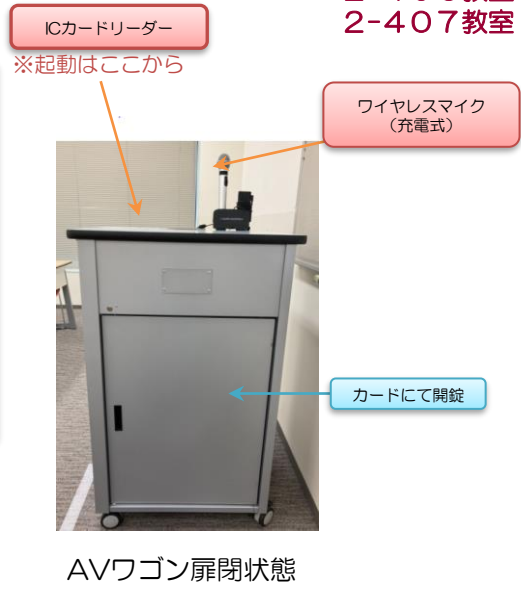 2-407教室
ICカードリーダー
※起動はここから
ワイヤレスマイク
(充電式)
カードにて開錠
AVワゴン扉閉状態